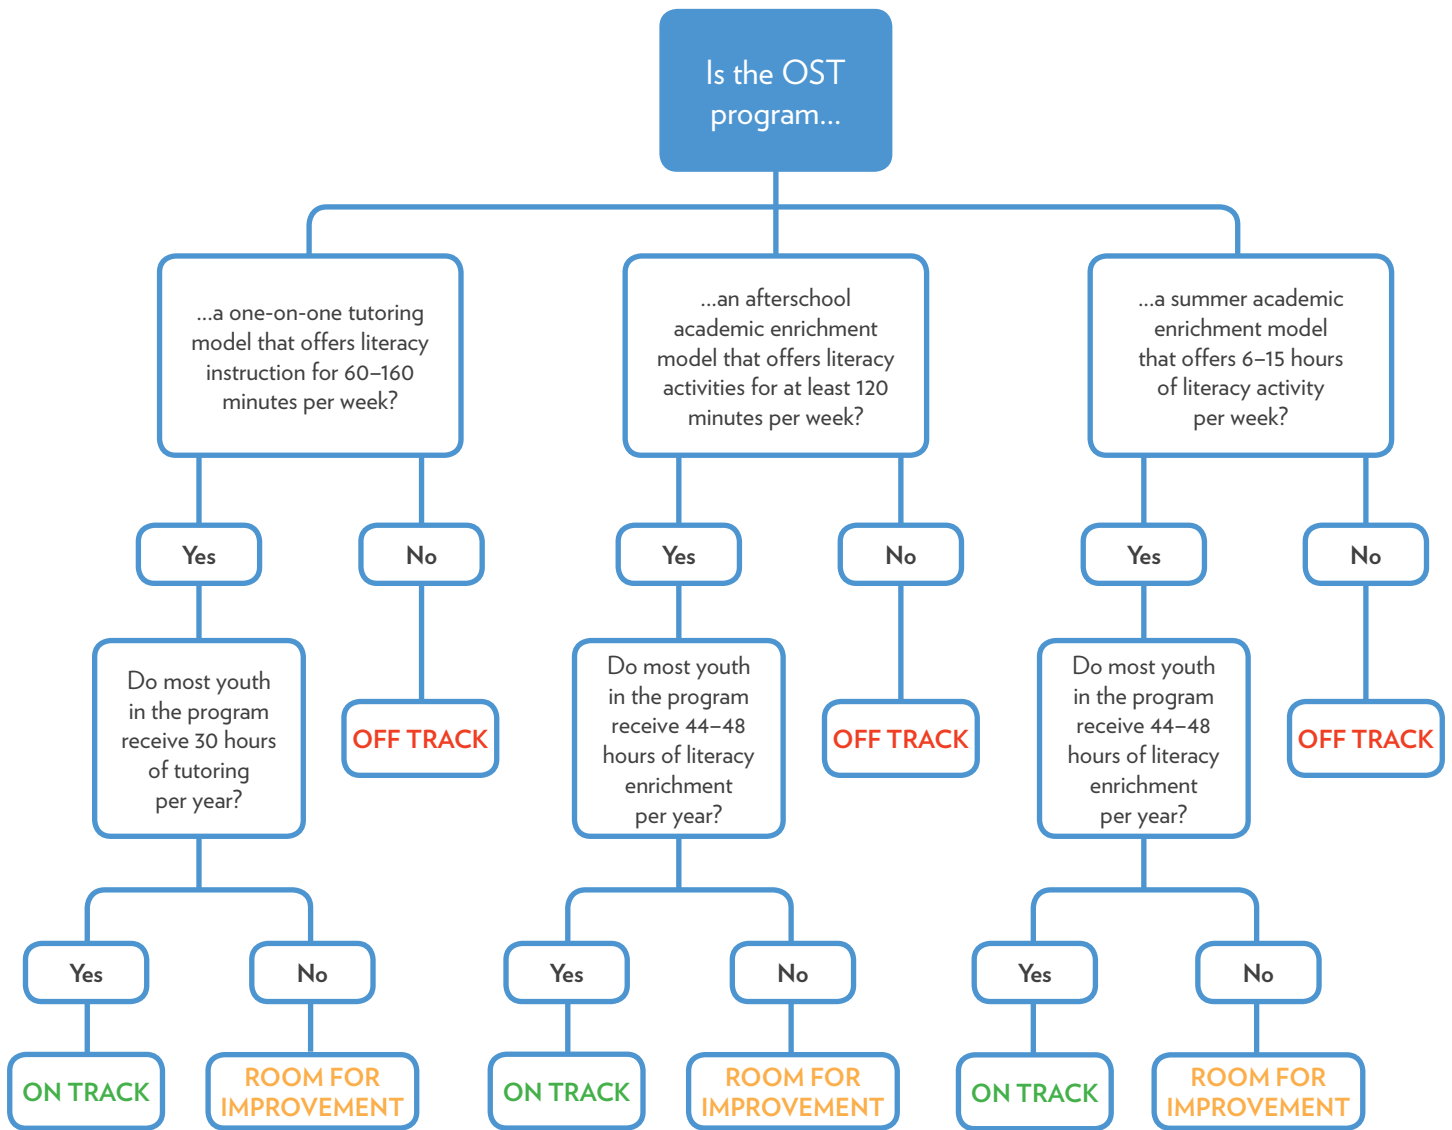 Is the OST
program...
...a one-on-one tutoring
model that offers literacy
instruction for 60–160
minutes per week?
...an afterschool
academic enrichment
model that offers literacy
activities for at least 120
minutes per week?
...a summer academic
enrichment model
that offers 6–15 hours
of literacy activity
per week?
Yes
No
Yes
No
Yes
No
Do most youth
in the program
receive 30 hours
of tutoring
per year?
OFF TRACK
Do most youth
in the program
receive 44–48
hours of literacy
enrichment
per year?
OFF TRACK
Do most youth
in the program
receive 44–48
hours of literacy
enrichment
per year?
OFF TRACK
Yes
No
Yes
No
Yes
No
ON TRACK
ROOM FOR
IMPROVEMENT
ON TRACK
ROOM FOR
IMPROVEMENT
ON TRACK
ROOM FOR
IMPROVEMENT